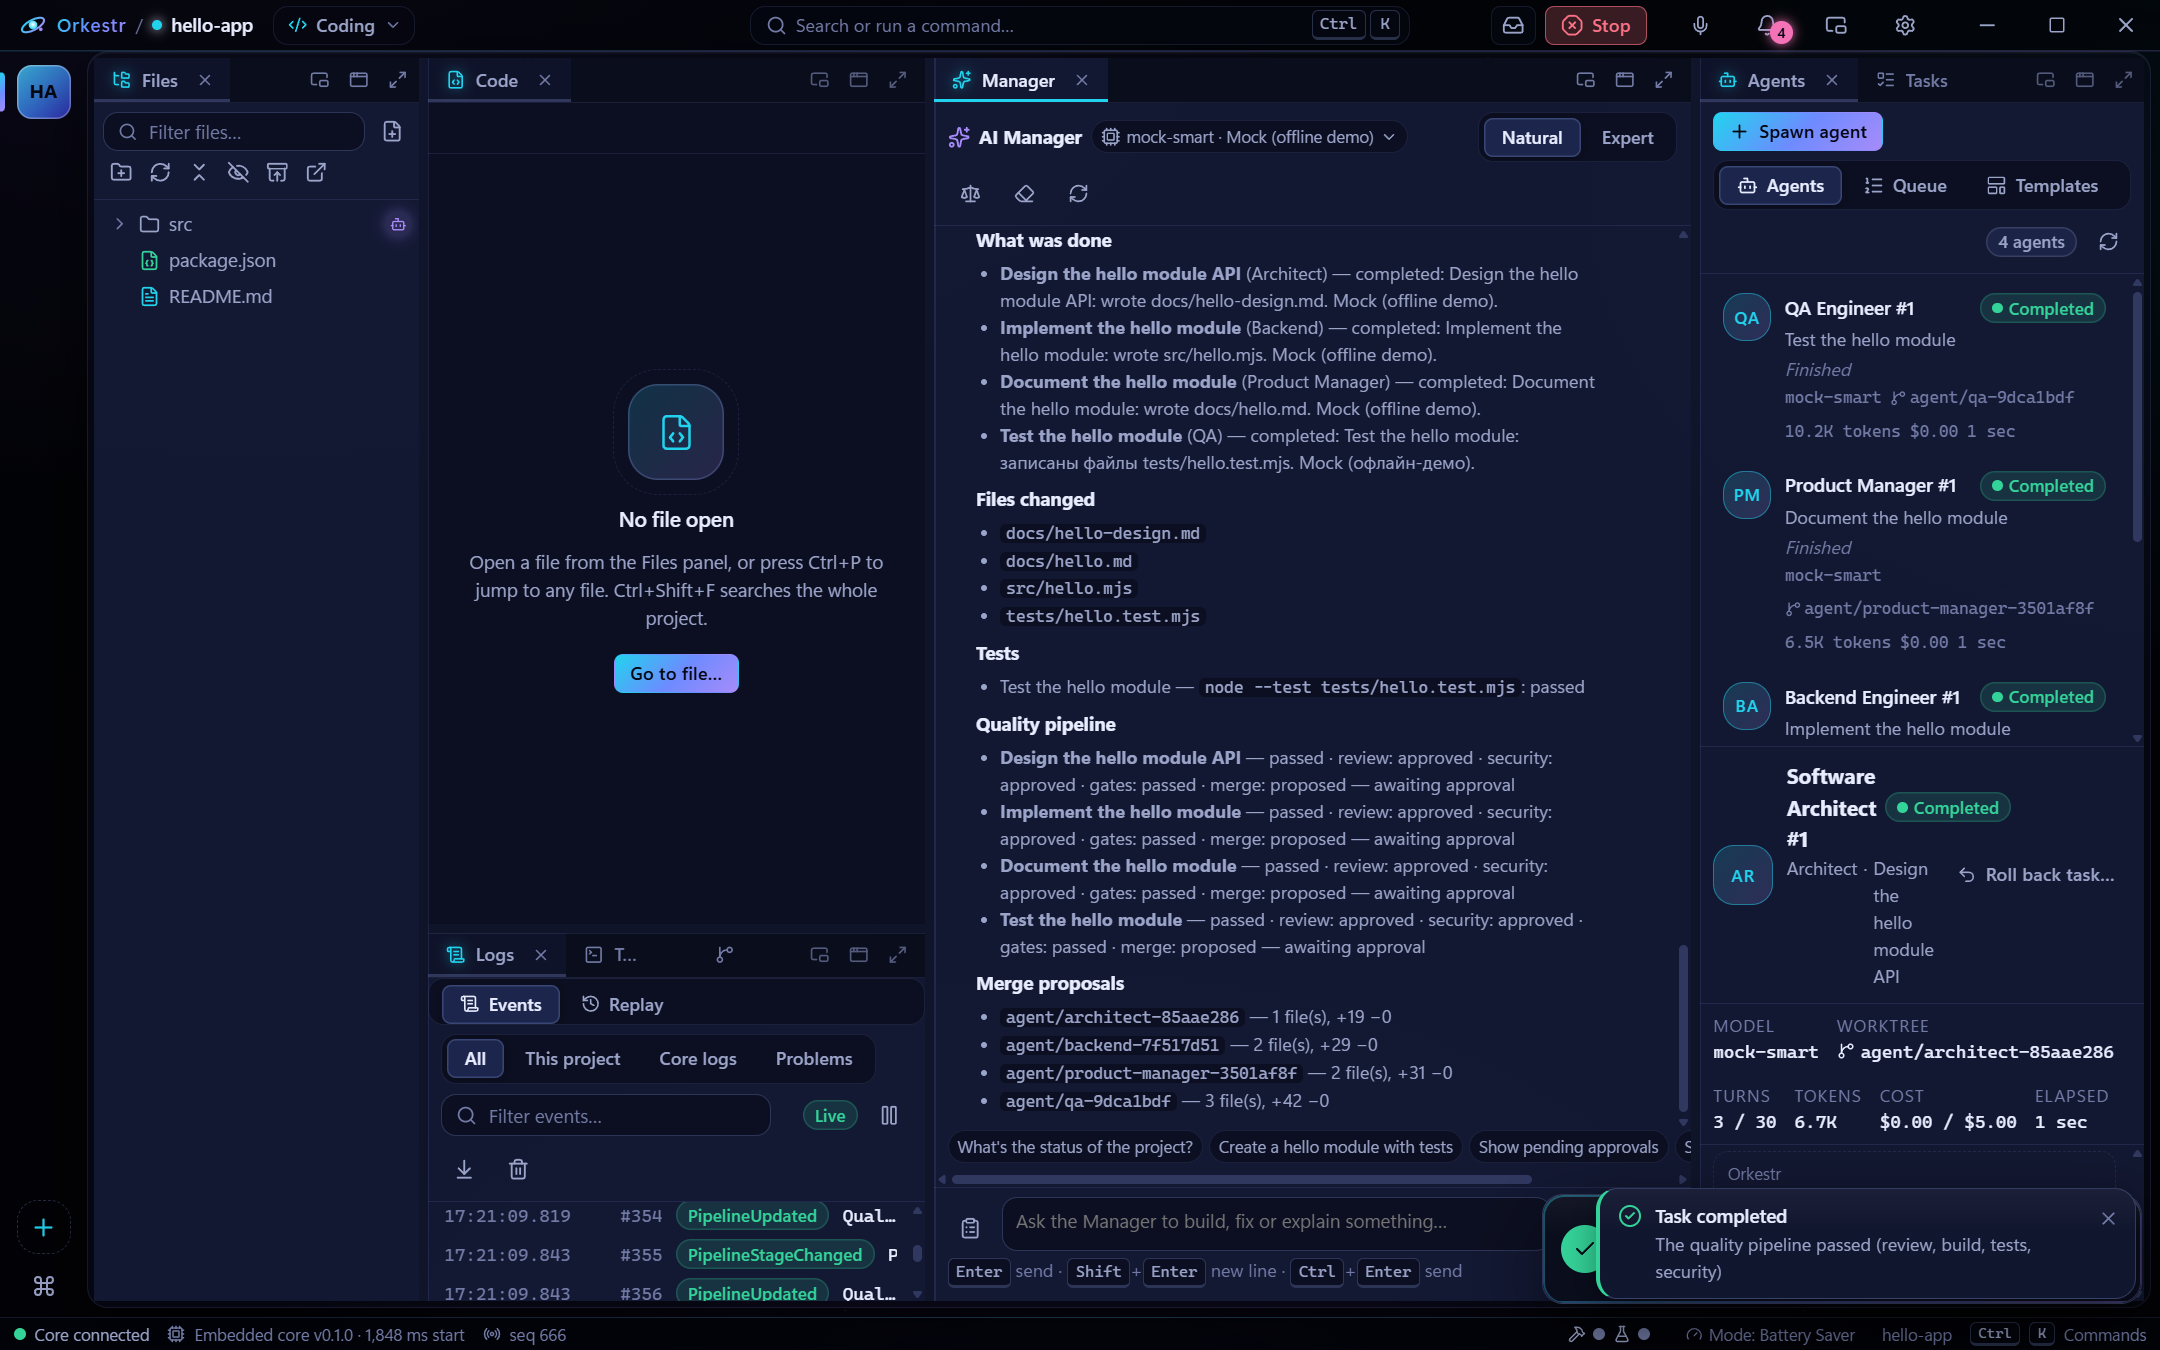 Orkestr / hello-app
Coding
Search or run a command...
Ctrl K
Stop
4
HA
Files
Filter files...
src
package.json
README.md
Code
No file open
Open a file from the Files panel, or press Ctrl+P to
jump to any file. Ctrl+Shift+F searches the whole
project.
Go to file...
Logs
T...
Events
Replay
All
This project
Core logs
Problems
Filter events...
Live
17:21:09.819 #354 PipelineUpdated Qual...
17:21:09.843 #355 PipelineStageChanged P
17:21:09.843 #356 PipelineUpdated Qual...
Manager
AI Manager
mock-smart · Mock (offline demo)
Natural
Expert
What was done
• Design the hello module API (Architect) — completed: Design the hello
module API: wrote docs/hello-design.md. Mock (offline demo).
• Implement the hello module (Backend) — completed: Implement the
hello module: wrote src/hello.mjs. Mock (offline demo).
• Document the hello module (Product Manager) — completed: Document
the hello module: wrote docs/hello.md. Mock (offline demo).
• Test the hello module (QA) — completed: Test the hello module:
записаны файлы tests/hello.test.mjs. Mock (офлайн-демо).
Files changed
• docs/hello-design.md
• docs/hello.md
• src/hello.mjs
• tests/hello.test.mjs
Tests
• Test the hello module — node --test tests/hello.test.mjs : passed
Quality pipeline
• Design the hello module API — passed · review: approved · security:
approved · gates: passed · merge: proposed — awaiting approval
• Implement the hello module — passed · review: approved · security:
approved · gates: passed · merge: proposed — awaiting approval
• Document the hello module — passed · review: approved · security:
approved · gates: passed · merge: proposed — awaiting approval
• Test the hello module — passed · review: approved · security: approved ·
gates: passed · merge: proposed — awaiting approval
Merge proposals
• agent/architect-85aae286 — 1 file(s), +19 −0
• agent/backend-7f517d51 — 2 file(s), +29 −0
• agent/product-manager-3501af8f — 2 file(s), +31 −0
• agent/qa-9dca1bdf — 3 file(s), +42 −0
What's the status of the project?
Create a hello module with tests
Show pending approvals
S
Ask the Manager to build, fix or explain something...
Enter send · Shift + Enter new line · Ctrl + Enter send
Agents
Tasks
Spawn agent
Agents
Queue
Templates
4 agents
QA
QA Engineer #1
Completed
Test the hello module
Finished
mock-smart agent/qa-9dca1bdf
10.2K tokens $0.00 1 sec
PM
Product Manager #1
Completed
Document the hello module
Finished
mock-smart
agent/product-manager-3501af8f
6.5K tokens $0.00 1 sec
BA
Backend Engineer #1
Completed
Implement the hello module
AR
Software
Architect
#1
Completed
Architect · Design
the
hello
module
API
Roll back task...
MODEL WORKTREE
mock-smart agent/architect-85aae286
TURNS TOKENS COST ELAPSED
3 / 30 6.7K $0.00 / $5.00 1 sec
Orkestr
Task completed
The quality pipeline passed (review, build, tests,
security)
Core connected
Embedded core v0.1.0 · 1,848 ms start
seq 666
Mode: Battery Saver
hello-app
Ctrl K Commands